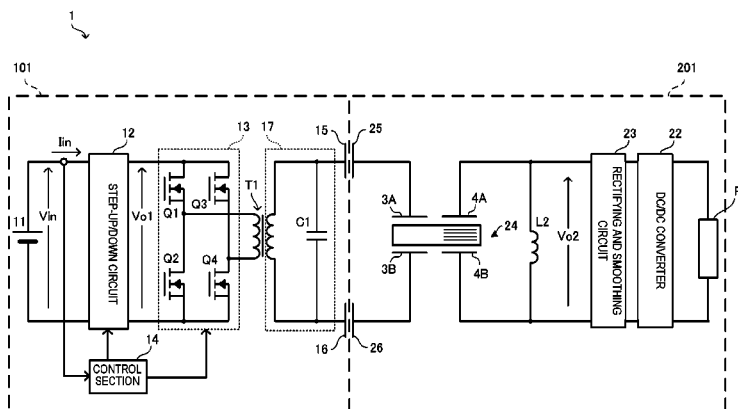 1
101
201
Iin
12
13
17
15
25
23
22
11
Vin
STEP-UP/DOWN CIRCUIT
Vo1
Q1
Q3
T1
C1
3A
4A
24
L2
Vo2
RECTIFYING AND SMOOTHING
CIRCUIT
DC/DC CONVERTER
Q2
Q4
3B
4B
14
CONTROL
SECTION
16
26